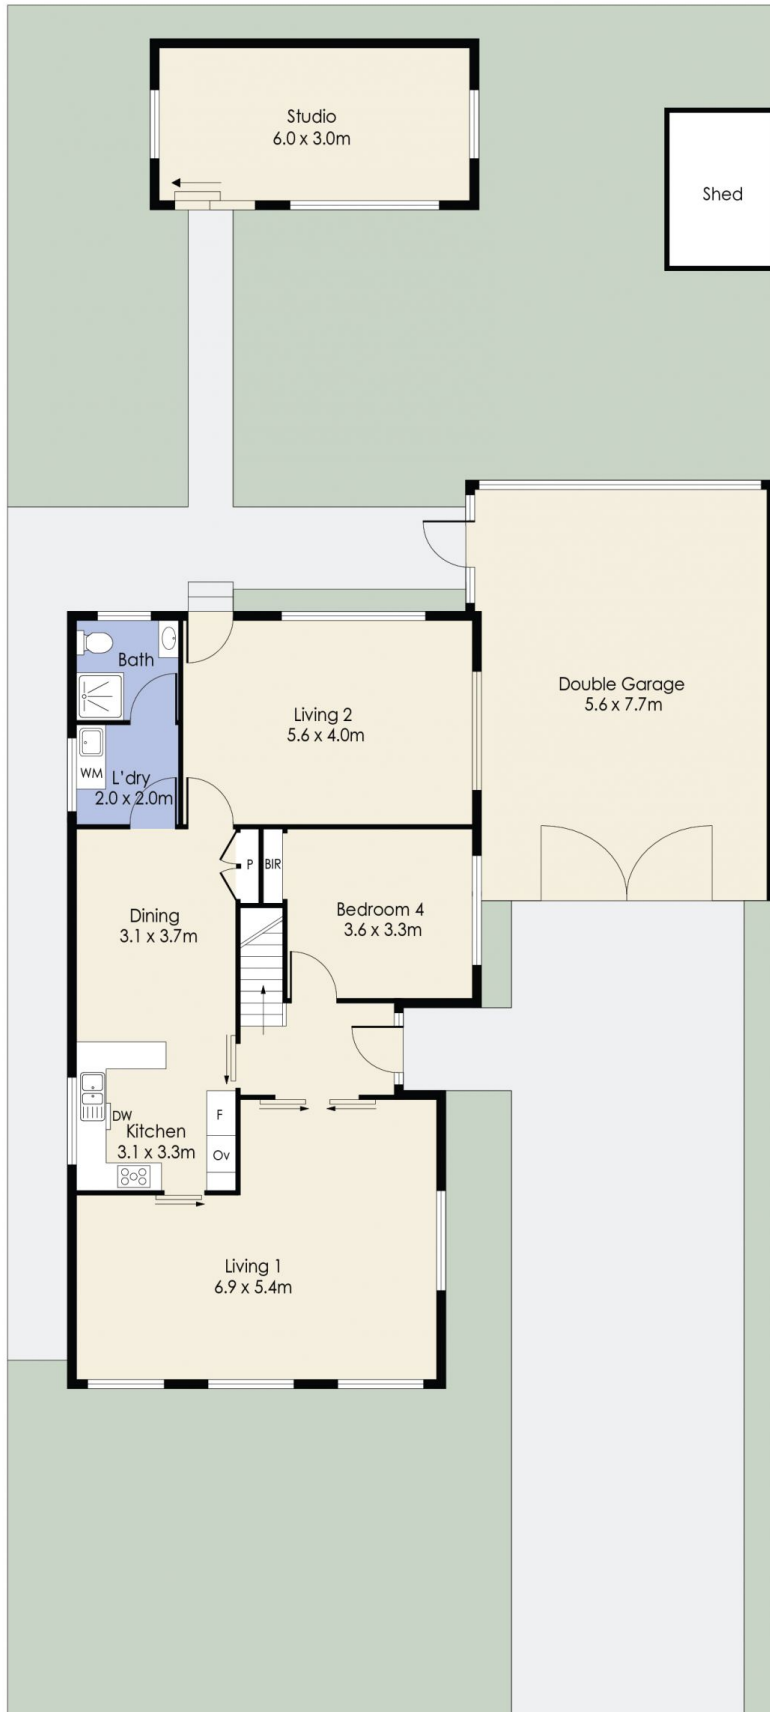 Studio
6.0 x 3.0m
Shed
Bath
Double Garage
5.6 x 7.7m
Living 2
5.6 x 4.0m
WM
L'dry
2.0 x 2.0m
P
BIR
Dining
3.1 x 3.7m
Bedroom 4
3.6 x 3.3m
DW
F
Kitchen
3.1 x 3.3m
Ov
Living 1
6.9 x 5.4m